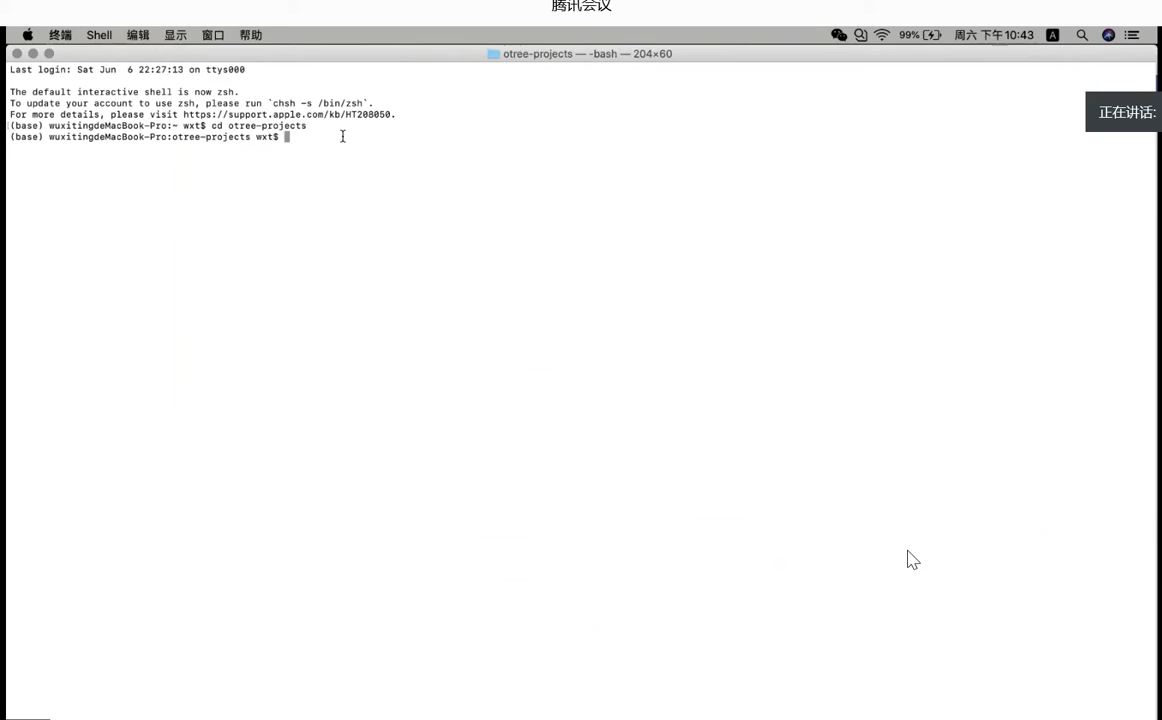 腾讯会议
终端 Shell 编辑 显示 窗口 帮助 99% 周六 下午10:43 A
otree-projects — -bash — 204×60
Last login: Sat Jun  6 22:27:13 on ttys000
正在讲话:
The default interactive shell is now zsh.
To update your account to use zsh, please run `chsh -s /bin/zsh`.
For more details, please visit https://support.apple.com/kb/HT208050.
(base) wuxitingdeMacBook-Pro:~ wxt$ cd otree-projects
(base) wuxitingdeMacBook-Pro:otree-projects wxt$